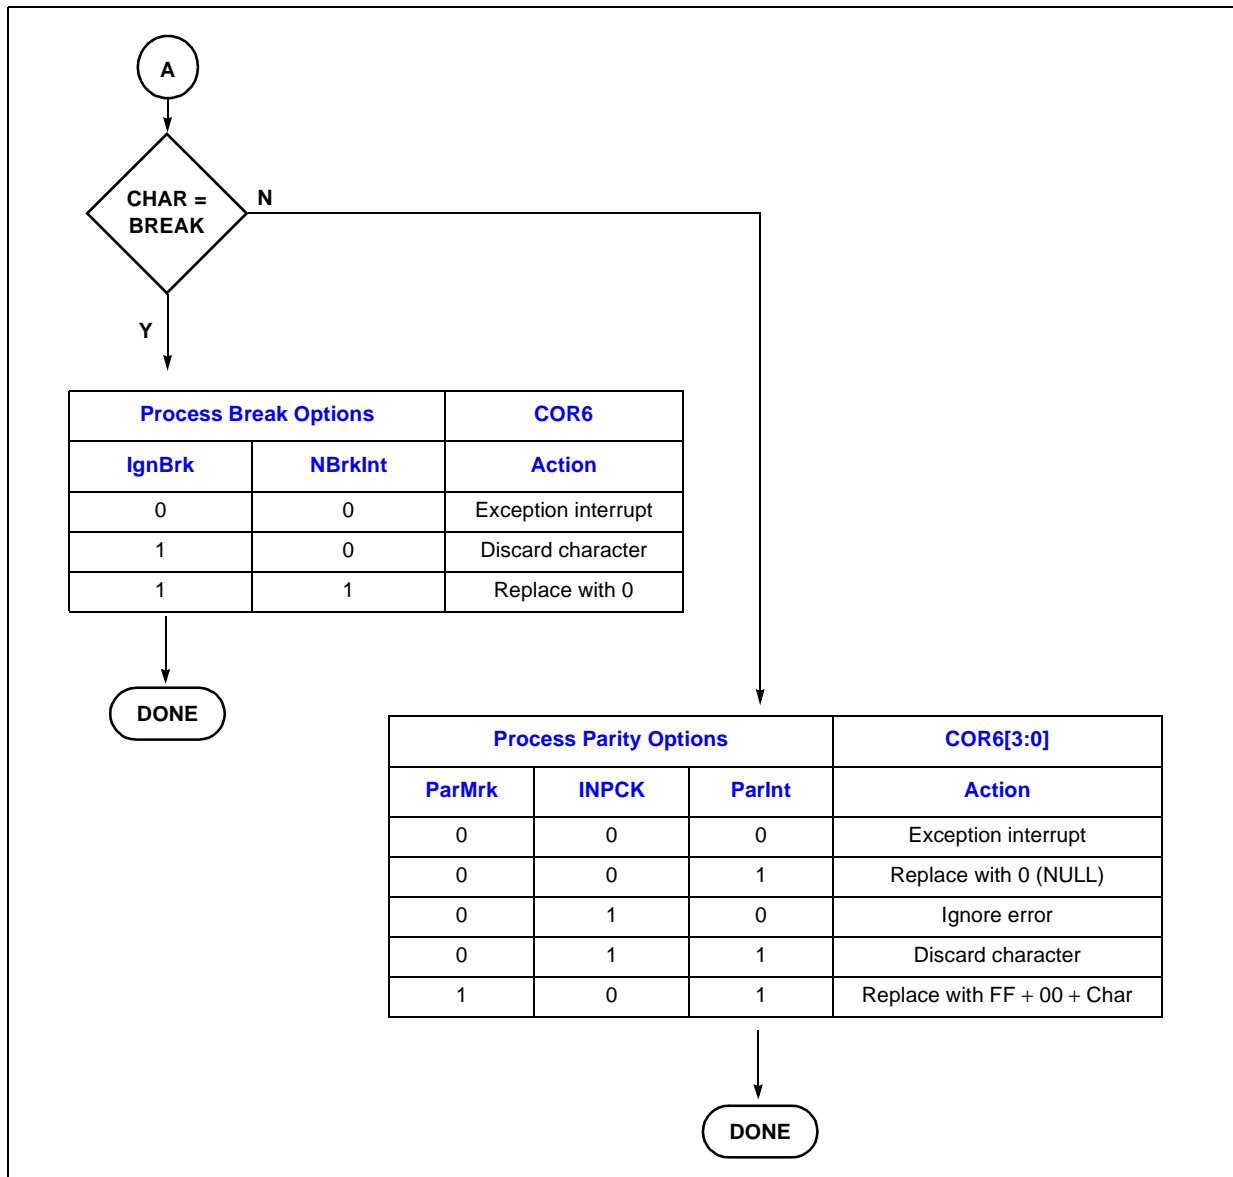 A
CHAR =
BREAK
N
Y
Process Break Options COR6
IgnBrk NBrkInt Action
0 0 Exception interrupt
1 0 Discard character
1 1 Replace with 0
DONE
Process Parity Options COR6[3:0]
ParMrk INPCK ParInt Action
0 0 0 Exception interrupt
0 0 1 Replace with 0 (NULL)
0 1 0 Ignore error
0 1 1 Discard character
1 0 1 Replace with FF + 00 + Char
DONE